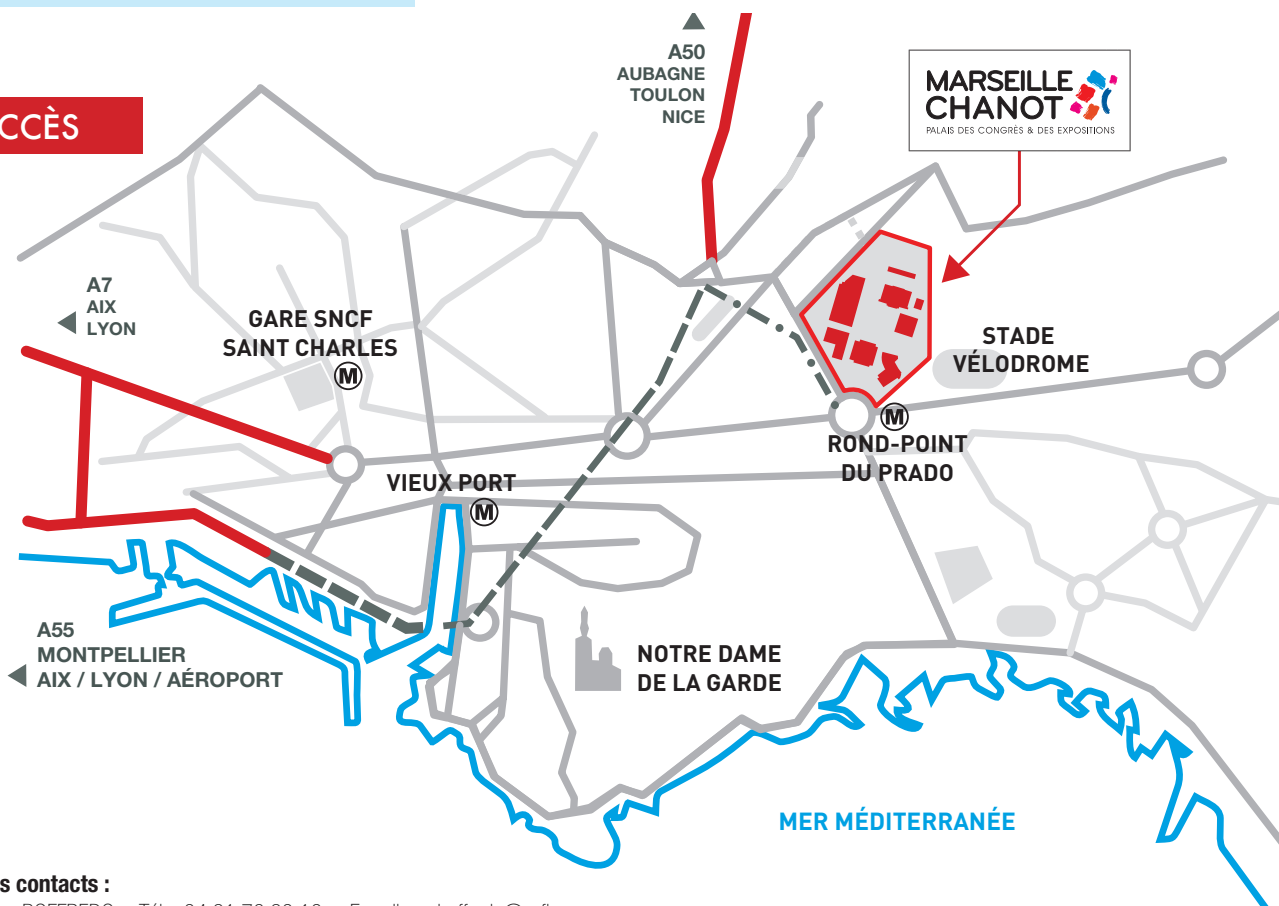 CCÈS
A50
AUBAGNE
TOULON
NICE
MARSEILLE
CHANOT
PALAIS DES CONGRÈS & DES EXPOSITIONS
A7
AIX
LYON
GARE SNCF
SAINT CHARLES
M
STADE
VÉLODROME
M
ROND-POINT
DU PRADO
VIEUX PORT
M
A55
MONTPELLIER
AIX / LYON / AÉROPORT
NOTRE DAME
DE LA GARDE
MER MÉDITERRANÉE
s contacts :